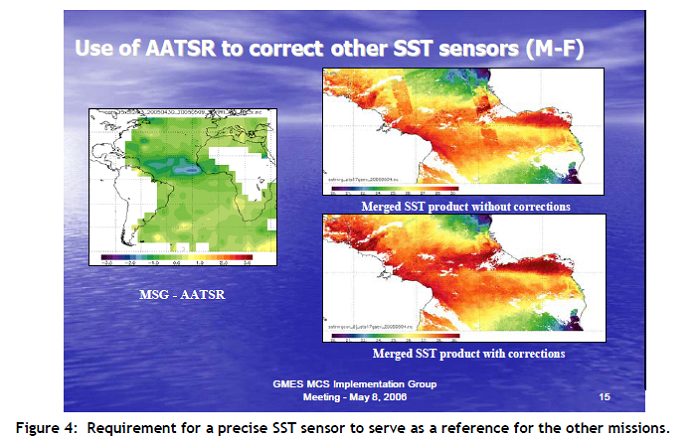 Use of AATSR to correct other SST sensors (M-F)
Merged SST product without corrections
MSG - AATSR
Merged SST product with corrections
GMES MCS Implementation Group
Meeting - May 8, 2006
15
Figure 4: Requirement for a precise SST sensor to serve as a reference for the other missions.